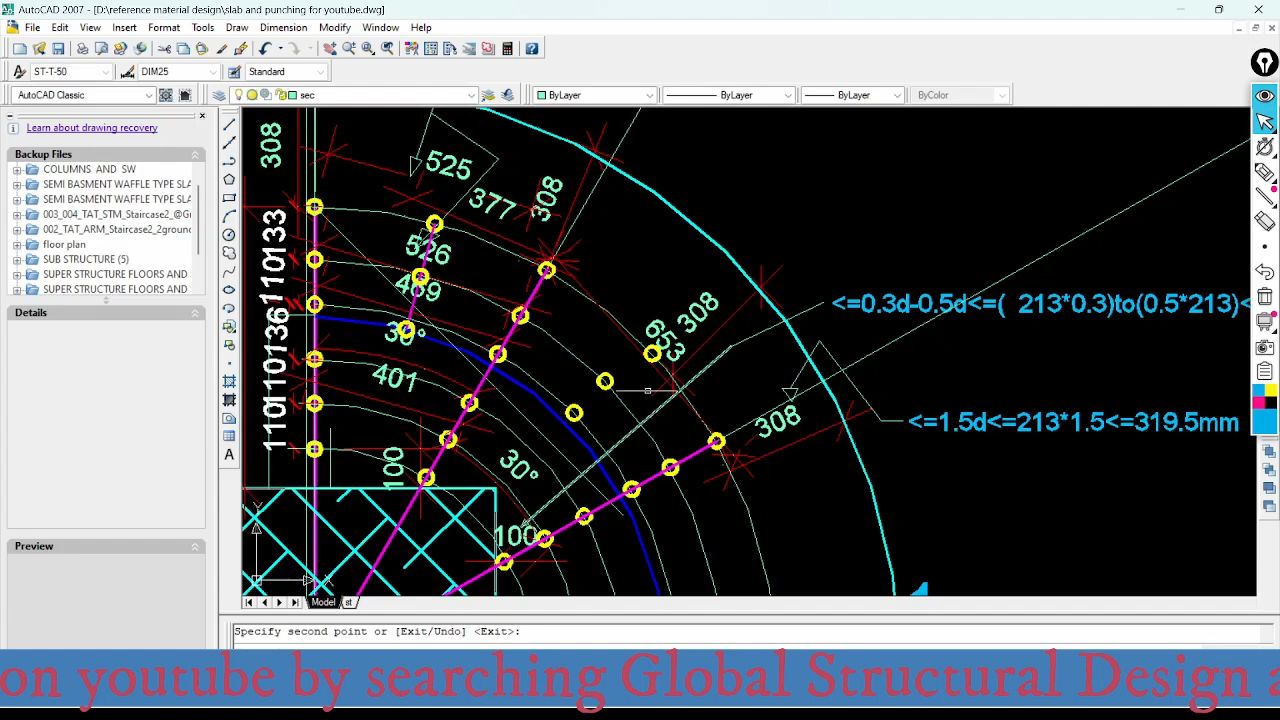 AutoCAD 2007 - [D:\reference material design\slab and punching for youtube.dwg]
File Edit View Insert Format Tools Draw Dimension Modify Window Help
ST-T-50 DIM25 Standard
AutoCAD Classic sec ByLayer ByLayer ByLayer ByColor
Learn about drawing recovery
Backup Files
COLUMNS AND SW
SEMI BASMENT WAFFLE TYPE SLA
SEMI BASMENT WAFFLE TYPE SLA
003_004_TAT_STM_Staircase2_@Gr
002_TAT_ARM_Staircase2_2ground
floor plan
SUB STRUCTURE (5)
SUPER STRUCTURE FLOORS AND
SUPER STRUCTURE FLOORS AND
Details
Preview
308
525
377
308
526
469
30°
401
100
30°
100
653
308
308
<=0.3d-0.5d<=( 213*0.3)to(0.5*213)<
<=1.5d<=213*1.5<=319.5mm
Y
X
Model st
Specify second point or [Exit/Undo] <Exit>:
on youtube by searching Global Structural Design a